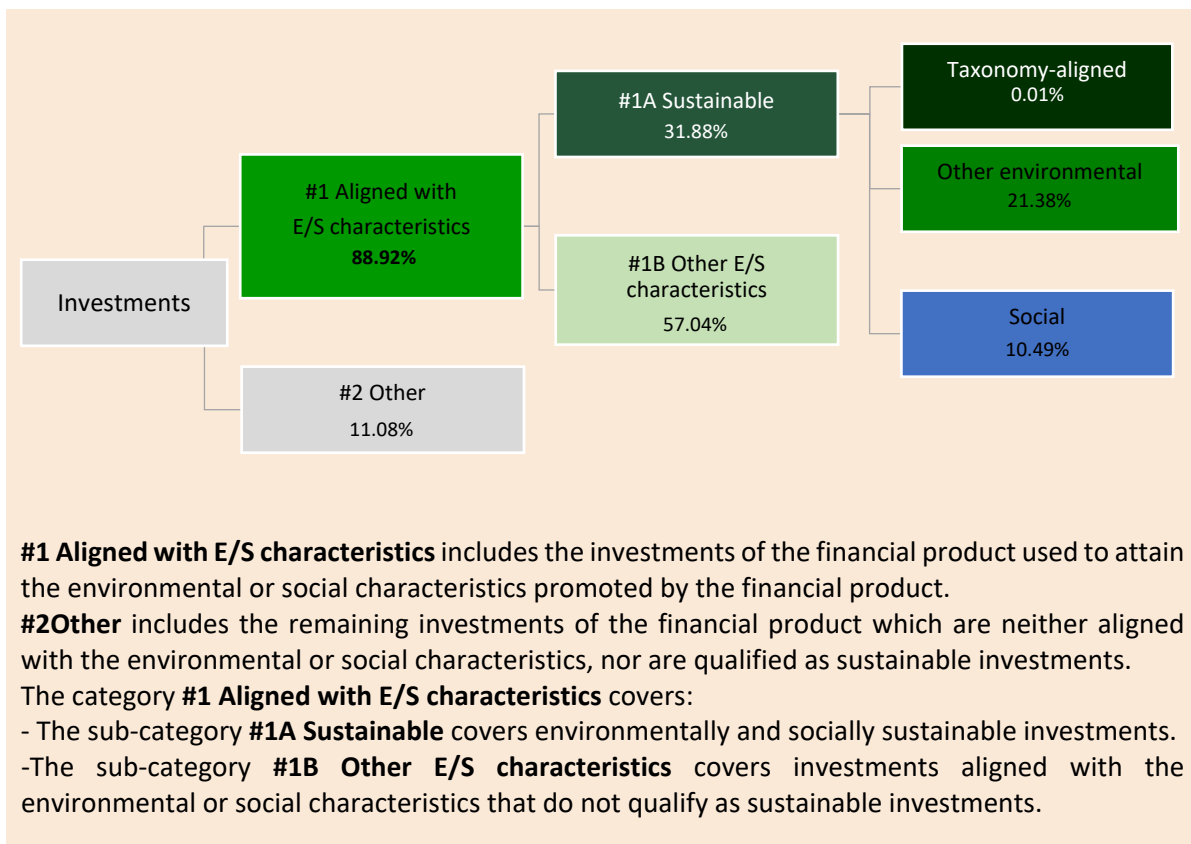 Taxonomy-aligned
0.01%
#1A Sustainable
31.88%
Other environmental
21.38%
#1 Aligned with
E/S characteristics
88.92%
#1B Other E/S
characteristics
57.04%
Investments
Social
10.49%
#2 Other
11.08%
#1 Aligned with E/S characteristics includes the investments of the financial product used to attain
the environmental or social characteristics promoted by the financial product.
#2Other includes the remaining investments of the financial product which are neither aligned
with the environmental or social characteristics, nor are qualified as sustainable investments.
The category #1 Aligned with E/S characteristics covers:
- The sub-category #1A Sustainable covers environmentally and socially sustainable investments.
-The sub-category #1B Other E/S characteristics covers investments aligned with the
environmental or social characteristics that do not qualify as sustainable investments.